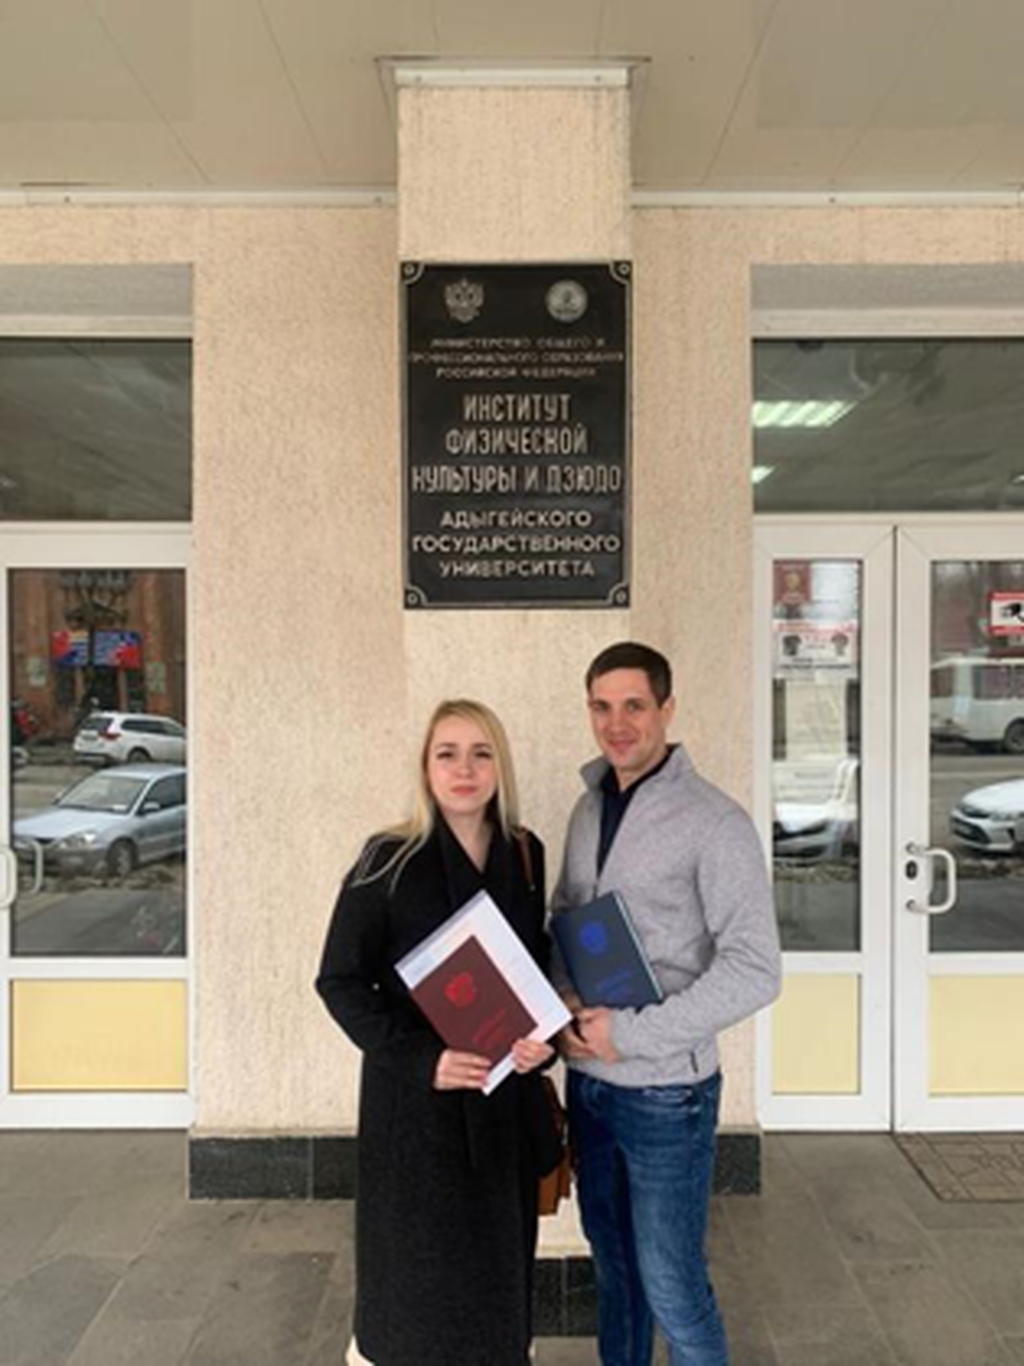 МИНИСТЕРСТВО ОБЩЕГО И
ПРОФЕССИОНАЛЬНОГО ОБРАЗОВАНИЯ
РОССИЙСКОЙ ФЕДЕРАЦИИ
ИНСТИТУТ
ФИЗИЧЕСКОЙ
КУЛЬТУРЫ И ДЗЮДО
АДЫГЕЙСКОГО
ГОСУДАРСТВЕННОГО
УНИВЕРСИТЕТА